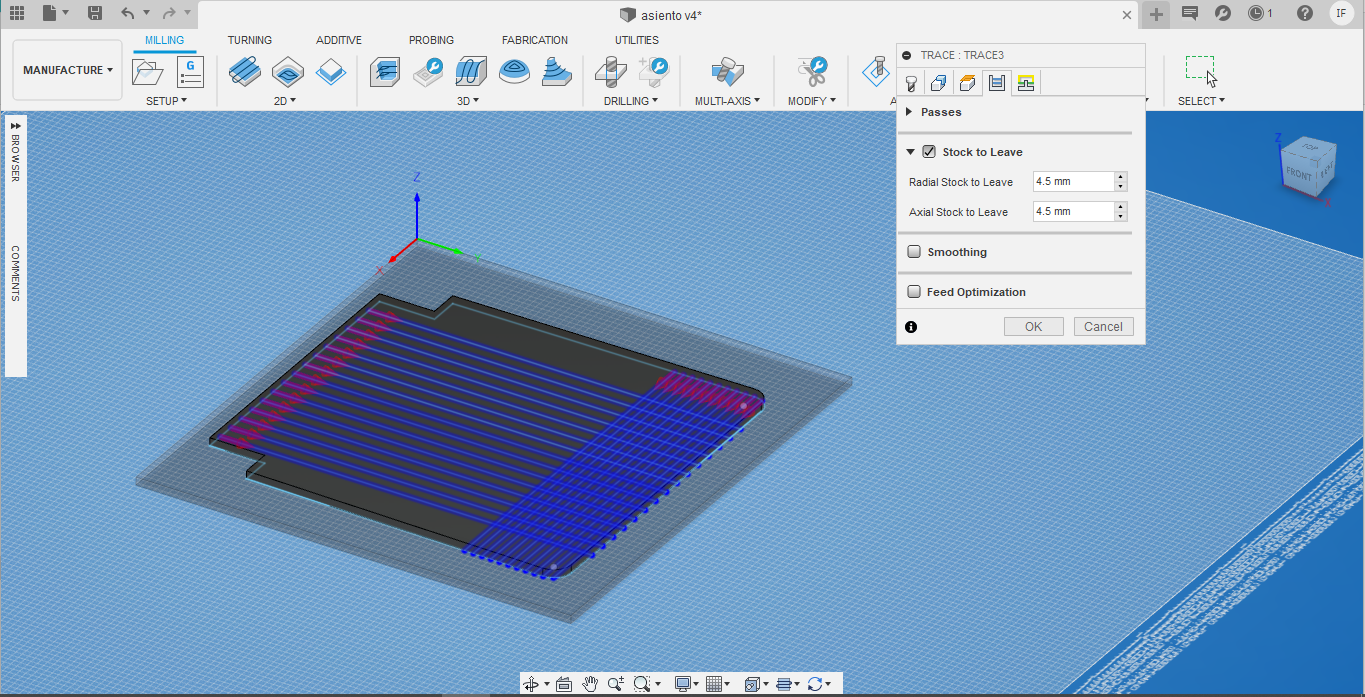 asiento v4*
1
IF
MILLING
TURNING
ADDITIVE
PROBING
FABRICATION
UTILITIES
MANUFACTURE
G
SETUP
2D
3D
DRILLING
MULTI-AXIS
MODIFY
A
SELECT
TRACE : TRACE3
Passes
Stock to Leave
Radial Stock to Leave 4.5 mm
Axial Stock to Leave 4.5 mm
Smoothing
Feed Optimization
OK Cancel
BROWSER
COMMENTS
Z
X
Y
Z
TOP
FRONT
X